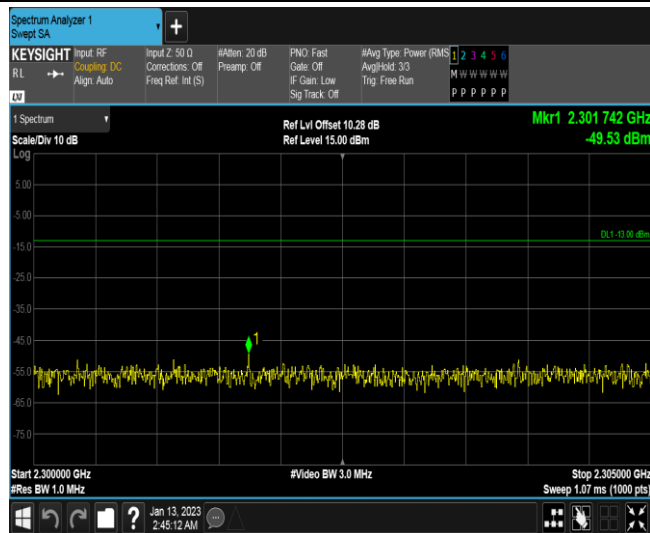 Spectrum Analyzer 1
Swept SA
+
KEYSIGHT
RL
LXI
Input: RF
Coupling: DC
Align: Auto
Input Z: 50 Ω
Corrections: Off
Freq Ref: Int (S)
#Atten: 20 dB
Preamp: Off
PNO: Fast
Gate: Off
IF Gain: Low
Sig Track: Off
#Avg Type: Power (RMS
Avg|Hold: 3/3
Trig: Free Run
1 2 3 4 5 6
M W W W W W
P P P P P P
1 Spectrum
Scale/Div 10 dB
Ref Lvl Offset 10.28 dB
Ref Level 15.00 dBm
Mkr1 2.301 742 GHz
-49.53 dBm
Log
5.00
-5.00
DL1 -13.00 dBm
-15.0
-25.0
-35.0
-45.0
1
-55.0
-65.0
-75.0
Start 2.300000 GHz
#Res BW 1.0 MHz
#Video BW 3.0 MHz
Stop 2.305000 GHz
Sweep 1.07 ms (1000 pts)
?
Jan 13, 2023
2:45:12 AM